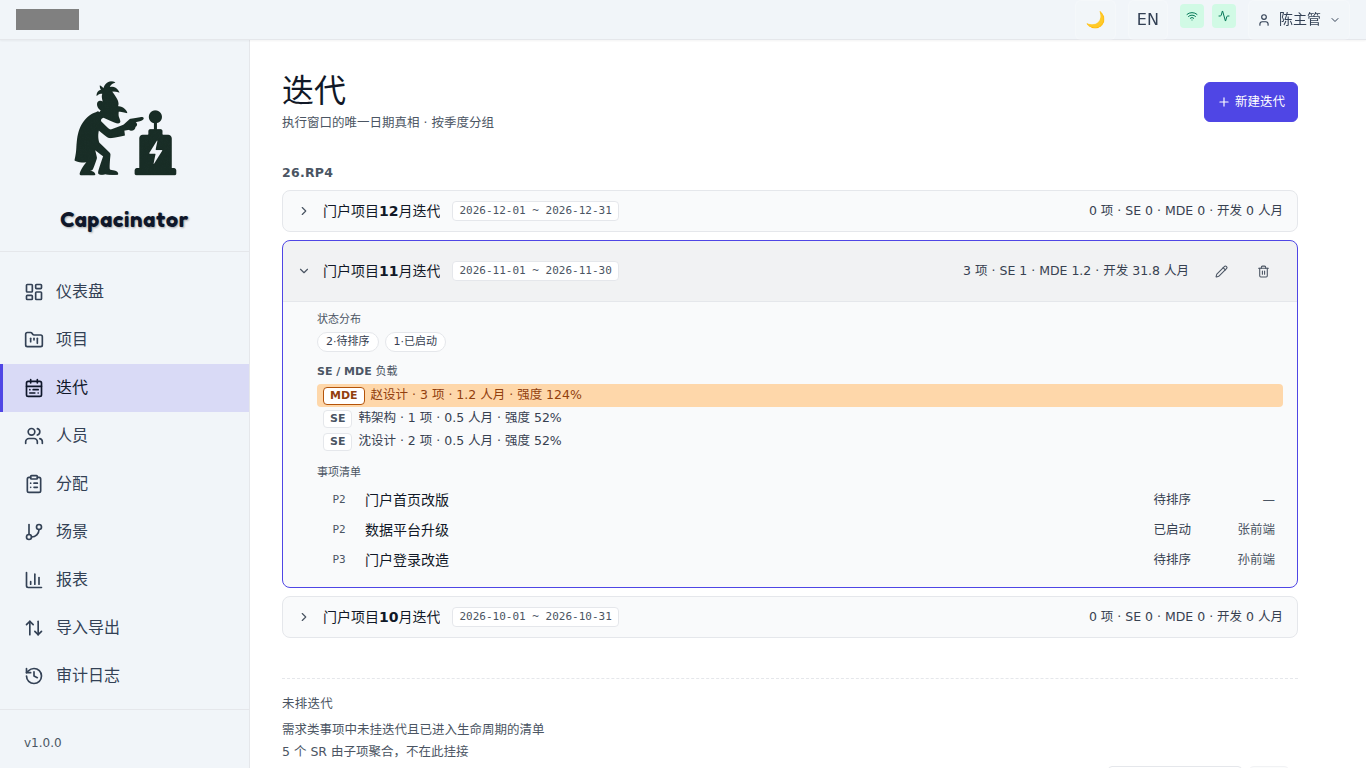 EN
陈主管
Capacinator
仪表盘
项目
迭代
人员
分配
场景
报表
导入导出
审计日志
v1.0.0
迭代
执行窗口的唯一日期真相 · 按季度分组
新建迭代
26.RP4
门户项目12月迭代 2026-12-01 ~ 2026-12-31 0 项 · SE 0 · MDE 0 · 开发 0 人月
门户项目11月迭代 2026-11-01 ~ 2026-11-30 3 项 · SE 1 · MDE 1.2 · 开发 31.8 人月
状态分布
2·待排序 1·已启动
SE / MDE 负载
MDE 赵设计 · 3 项 · 1.2 人月 · 强度 124%
SE 韩架构 · 1 项 · 0.5 人月 · 强度 52%
SE 沈设计 · 2 项 · 0.5 人月 · 强度 52%
事项清单
P2 门户首页改版 待排序 —
P2 数据平台升级 已启动 张前端
P3 门户登录改造 待排序 孙前端
门户项目10月迭代 2026-10-01 ~ 2026-10-31 0 项 · SE 0 · MDE 0 · 开发 0 人月
未排迭代
需求类事项中未挂迭代且已进入生命周期的清单
5 个 SR 由子项聚合，不在此挂接